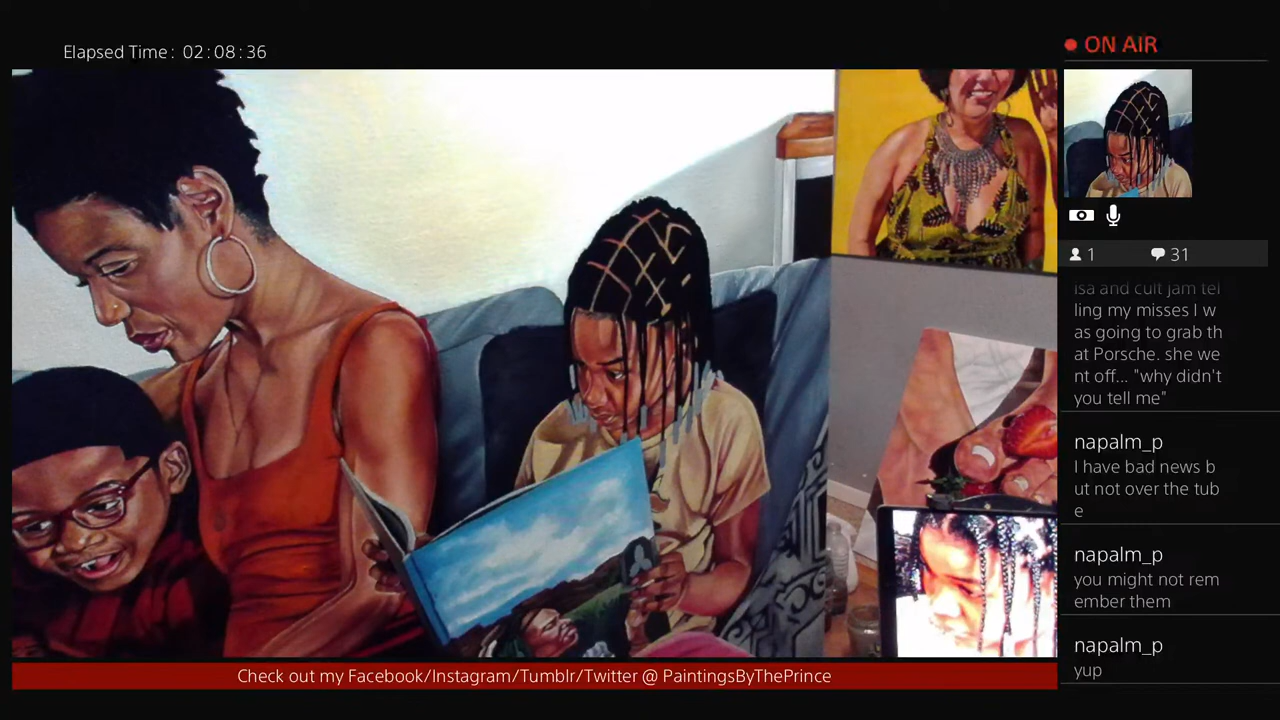 Elapsed Time: 02:08:36
ON AIR
1 31
isa and cult jam tel
ling my misses I w
as going to grab th
at Porsche. she we
nt off... "why didn't
you tell me"
napalm_p
I have bad news b
ut not over the tub
e
napalm_p
you might not rem
ember them
napalm_p
yup
Check out my Facebook/Instagram/Tumblr/Twitter @ PaintingsByThePrince